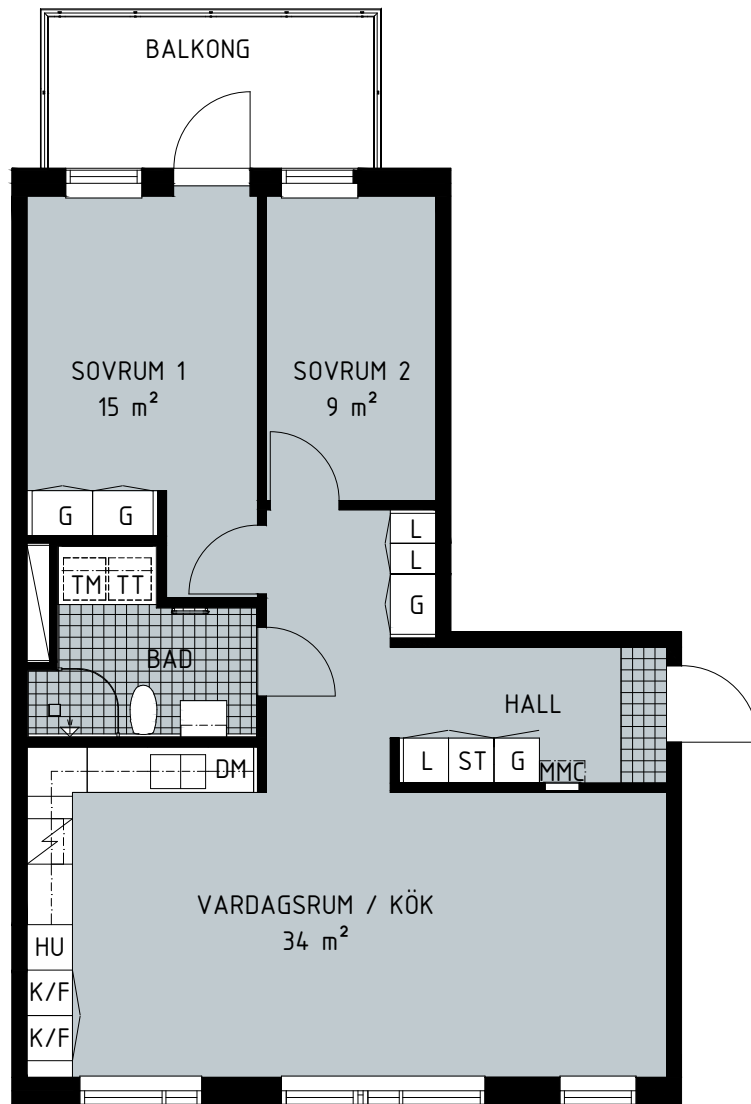 BALKONG
SOVRUM 1
15 m²
SOVRUM 2
9 m²
G G
L
L
G
TM TT
BAD
HALL
L ST G
MMC
DM
VARDAGSRUM / KÖK
34 m²
HU
K/F
K/F